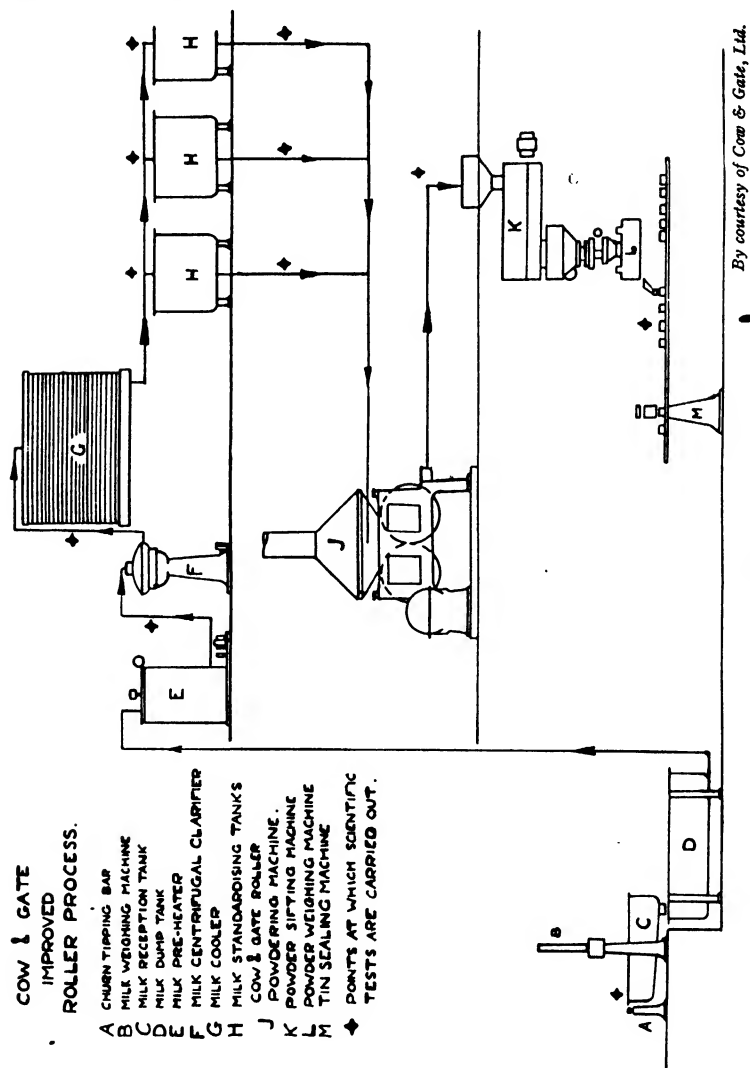 COW & GATE
IMPROVED
ROLLER PROCESS.
A CHURN TIPPING BAR
B MILK WEIGHING MACHINE
C MILK RECEPTION TANK
D MILK DUMP TANK
E MILK PRE-HEATER
F MILK CENTRIFUGAL CLARIFIER
G MILK COOLER
H MILK STANDARDISING TANKS
COW & GATE ROLLER
J POWDERING MACHINE.
K POWDER SIFTING MACHINE
L POWDER WEIGHING MACHINE
M TIN SEALING MACHINE
✦ POINTS AT WHICH SCIENTIFIC
TESTS ARE CARRIED OUT.
A
B
C
D
E
F
G
H
H
H
J
K
L
M
By courtesy of Cow & Gate, Ltd.